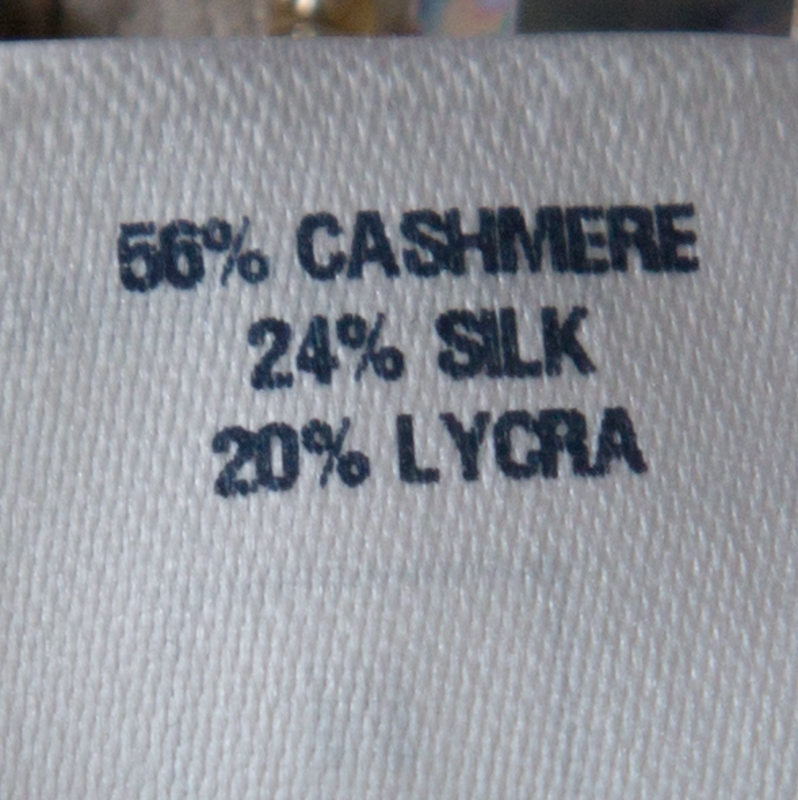 56% CASHMERE
24% SILK
20% LYCRA